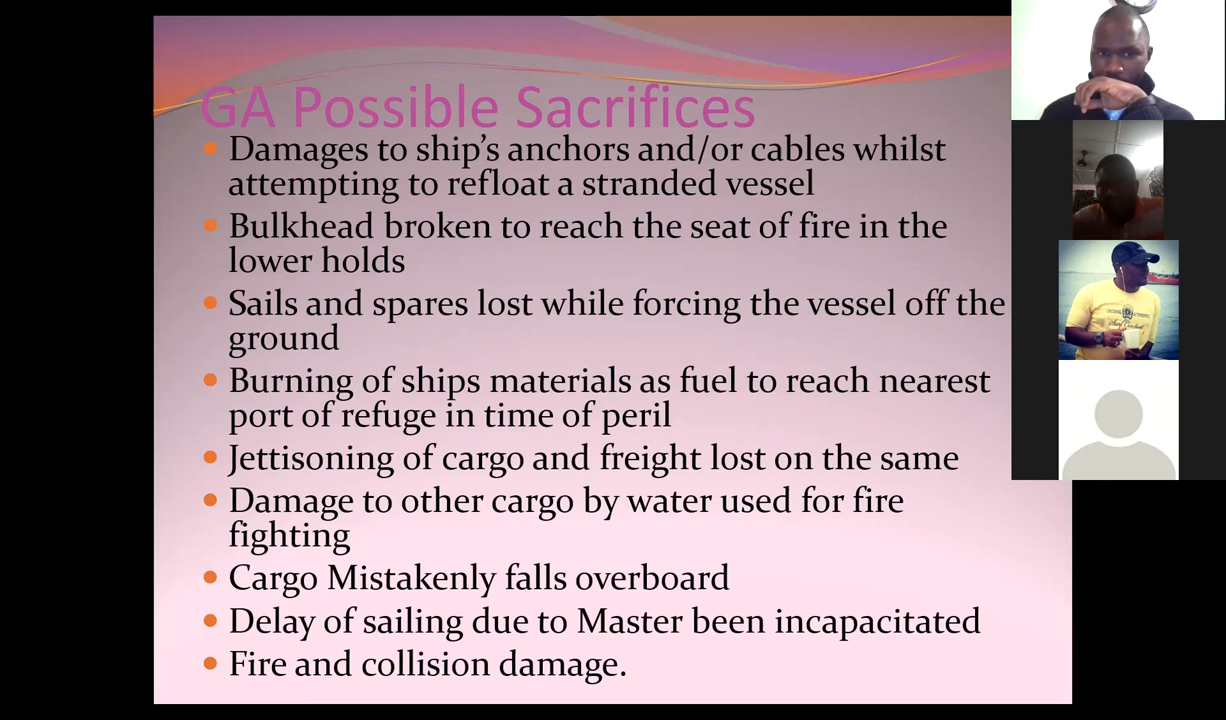 GA Possible Sacrifices
Damages to ship's anchors and/or cables whilst
attempting to refloat a stranded vessel
Bulkhead broken to reach the seat of fire in the
lower holds
Sails and spares lost while forcing the vessel off the
ground
Burning of ships materials as fuel to reach nearest
port of refuge in time of peril
Jettisoning of cargo and freight lost on the same
Damage to other cargo by water used for fire
fighting
Cargo Mistakenly falls overboard
Delay of sailing due to Master been incapacitated
Fire and collision damage.